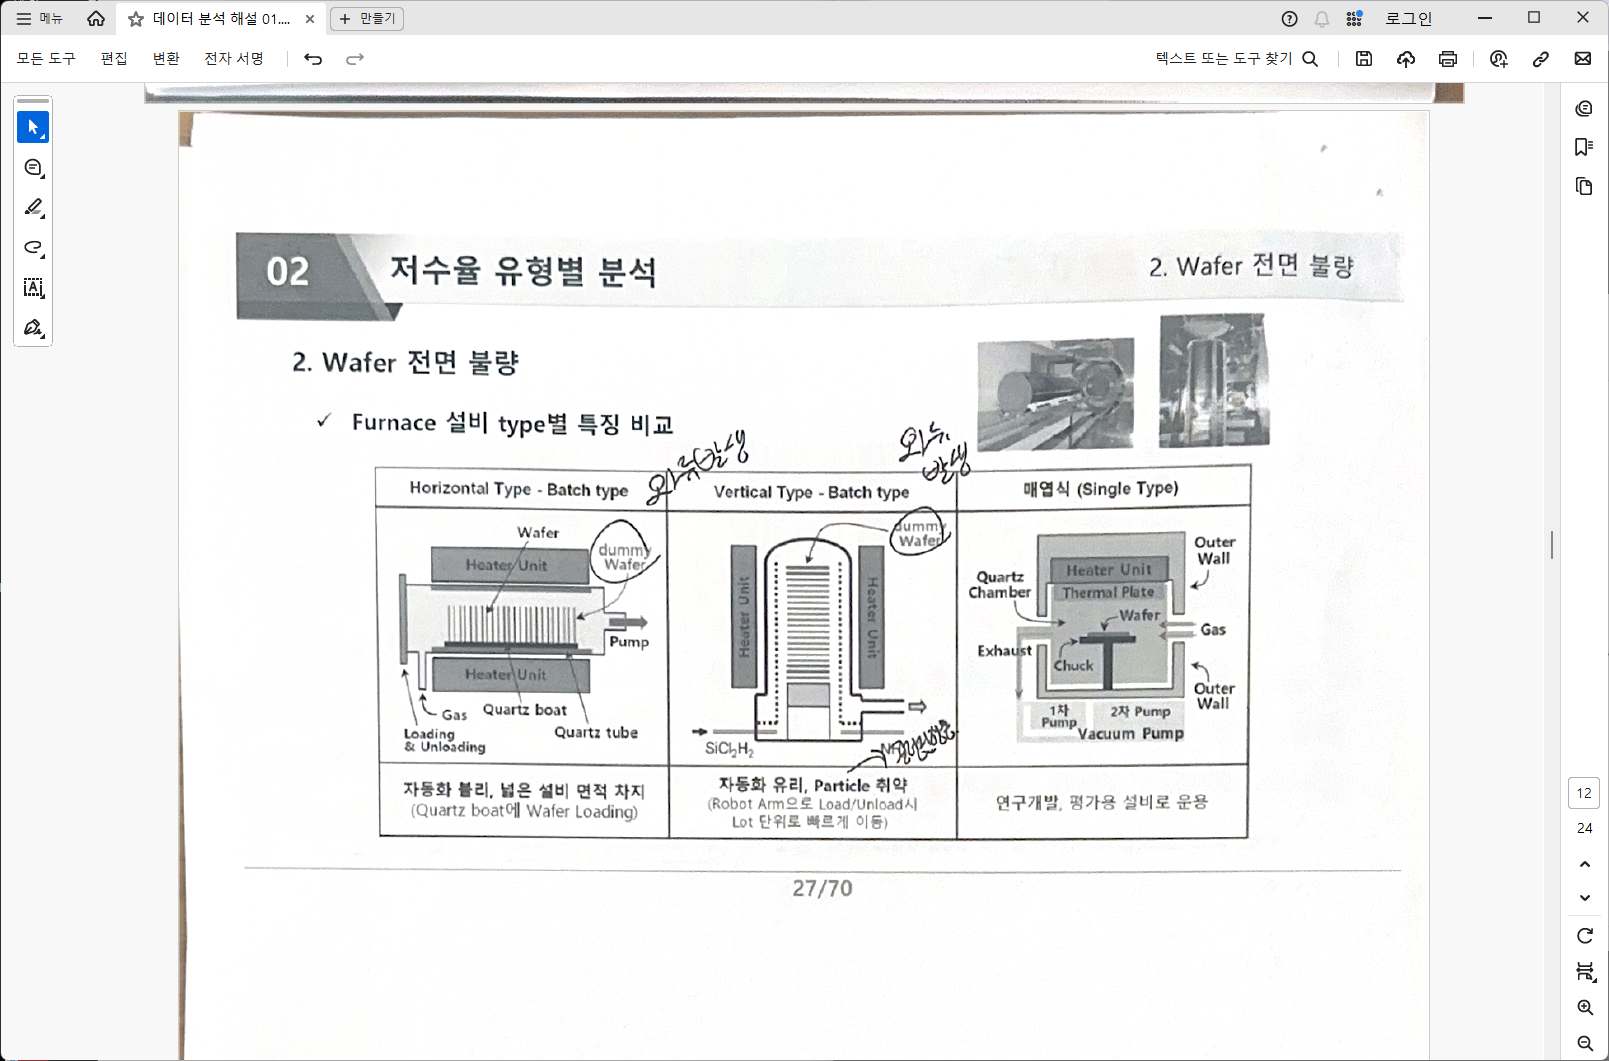 메뉴
데이터 분석 해설 01....
만들기
로그인
모든 도구
편집
변환
전자 서명
텍스트 또는 도구 찾기
02
저수율 유형별 분석
2. Wafer 전면 불량
2. Wafer 전면 불량
✓ Furnace 설비 type별 특징 비교
와류발생
와류
발생
Horizontal Type - Batch type
Vertical Type - Batch type
매엽식 (Single Type)
Wafer
dummy
Wafer
Heater Unit
Pump
Heater Unit
Gas
Quartz boat
Loading
& Unloading
Quartz tube
dummy
Wafer
Heater Unit
Heater Unit
SiCl2H2
Outer
Wall
Heater Unit
Quartz
Chamber
Thermal Plate
Wafer
Gas
Exhaust
Chuck
Outer
Wall
1차
Pump
2차 Pump
Vacuum Pump
자동화 불리, 넓은 설비 면적 차지
(Quartz boat에 Wafer Loading)
자동화 유리, Particle 취약
(Robot Arm으로 Load/Unload시
Lot 단위로 빠르게 이동)
연구개발, 평가용 설비로 운용
27/70
12
24